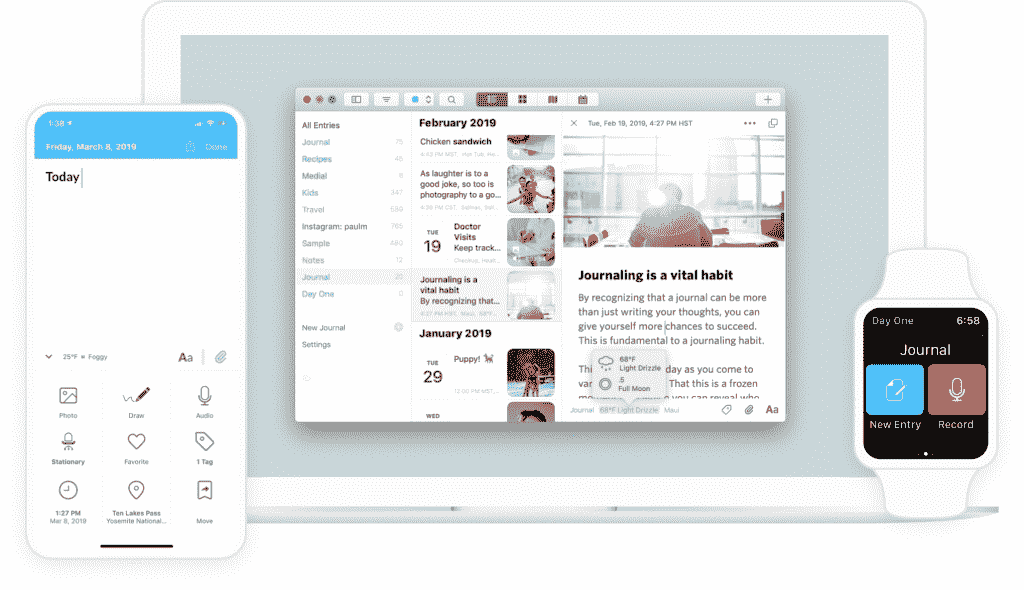 1:30
Friday, March 8, 2019
Done
Today
25°F
Foggy
Aa
Photo
Draw
Audio
Stationary
Favorite
1 Tag
1:27 PM
Mar 8, 2019
Ten Lakes Pass
Yosemite National...
Move
All Entries
Journal 75
Recipes 45
Medial
Kids 347
Travel
Instagram: paulm 765
Sample 480
Notes 12
Journal 20
Day One 0
New Journal
Settings
February 2019
Chicken sandwich
As laughter is to a
good joke, so too is
photography to a go...
TUE
19
Doctor
Visits
Keep track...
Journaling is a
vital habit
By recognizing that...
January 2019
TUE
29
Puppy!
WED
Tue, Feb 19, 2019, 4:27 PM HST
Journaling is a vital habit
By recognizing that a journal can be more
than just writing your thoughts, you can
give yourself more chances to succeed.
This is fundamental to a journaling habit.
day as you come to
That this is a frozen
you can reveal who
68°F
Light Drizzle
.5
Full Moon
Journal 68°F Light Drizzle Maui
Aa
Day One 6:58
Journal
New Entry
Record